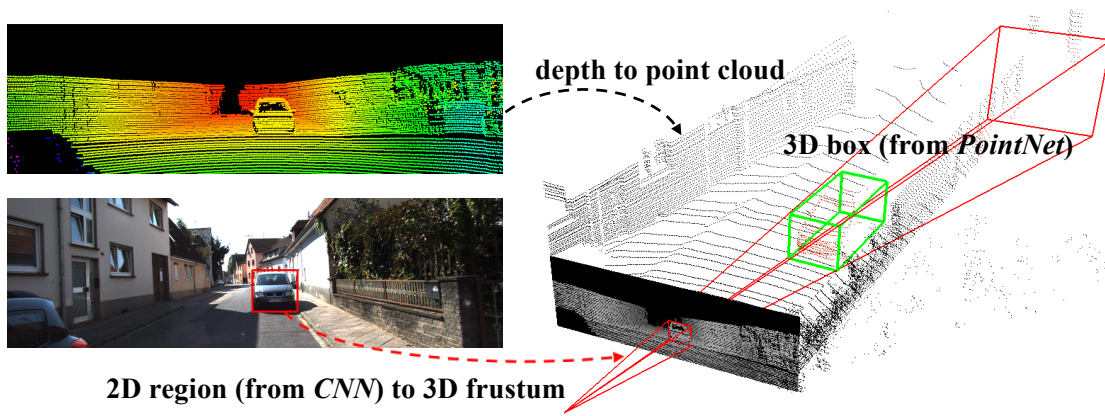 depth to point cloud
3D box (from PointNet)
2D region (from CNN) to 3D frustum